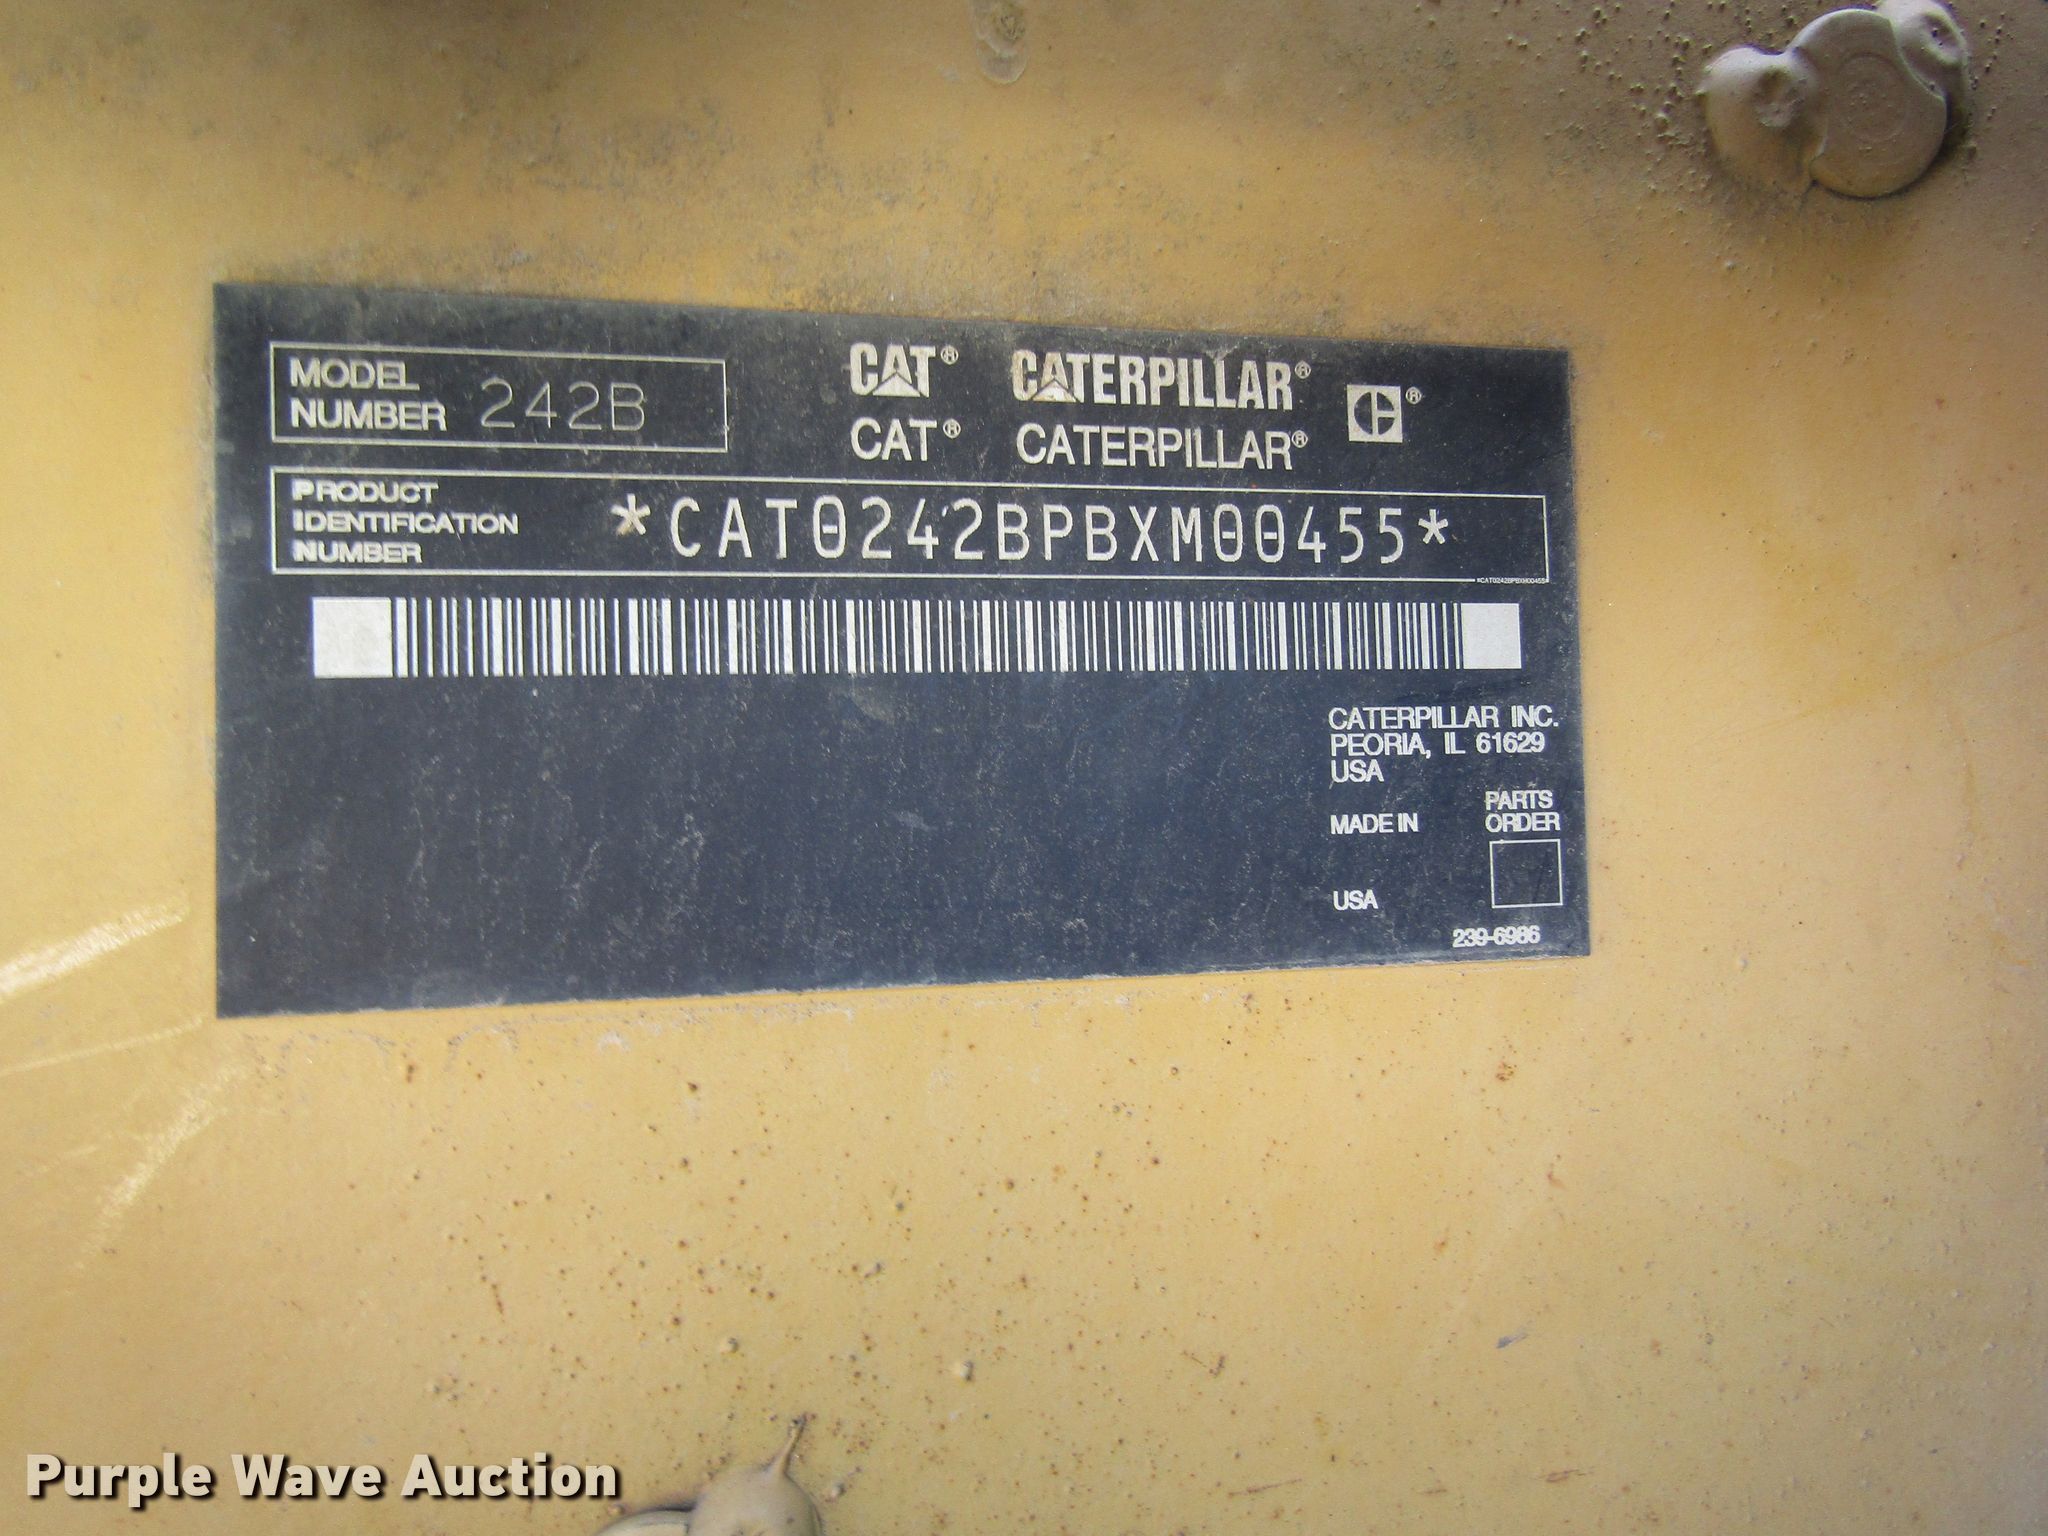 MODEL
NUMBER 242B
CAT® CATERPILLAR® ®
CAT® CATERPILLAR®
PRODUCT
IDENTIFICATION
NUMBER
*CAT0242BPBXM00455*
*CAT0242BPBXM00455*
CATERPILLAR INC.
PEORIA, IL 61629
USA
MADE IN
USA
PARTS
ORDER
239-6986
Purple Wave Auction